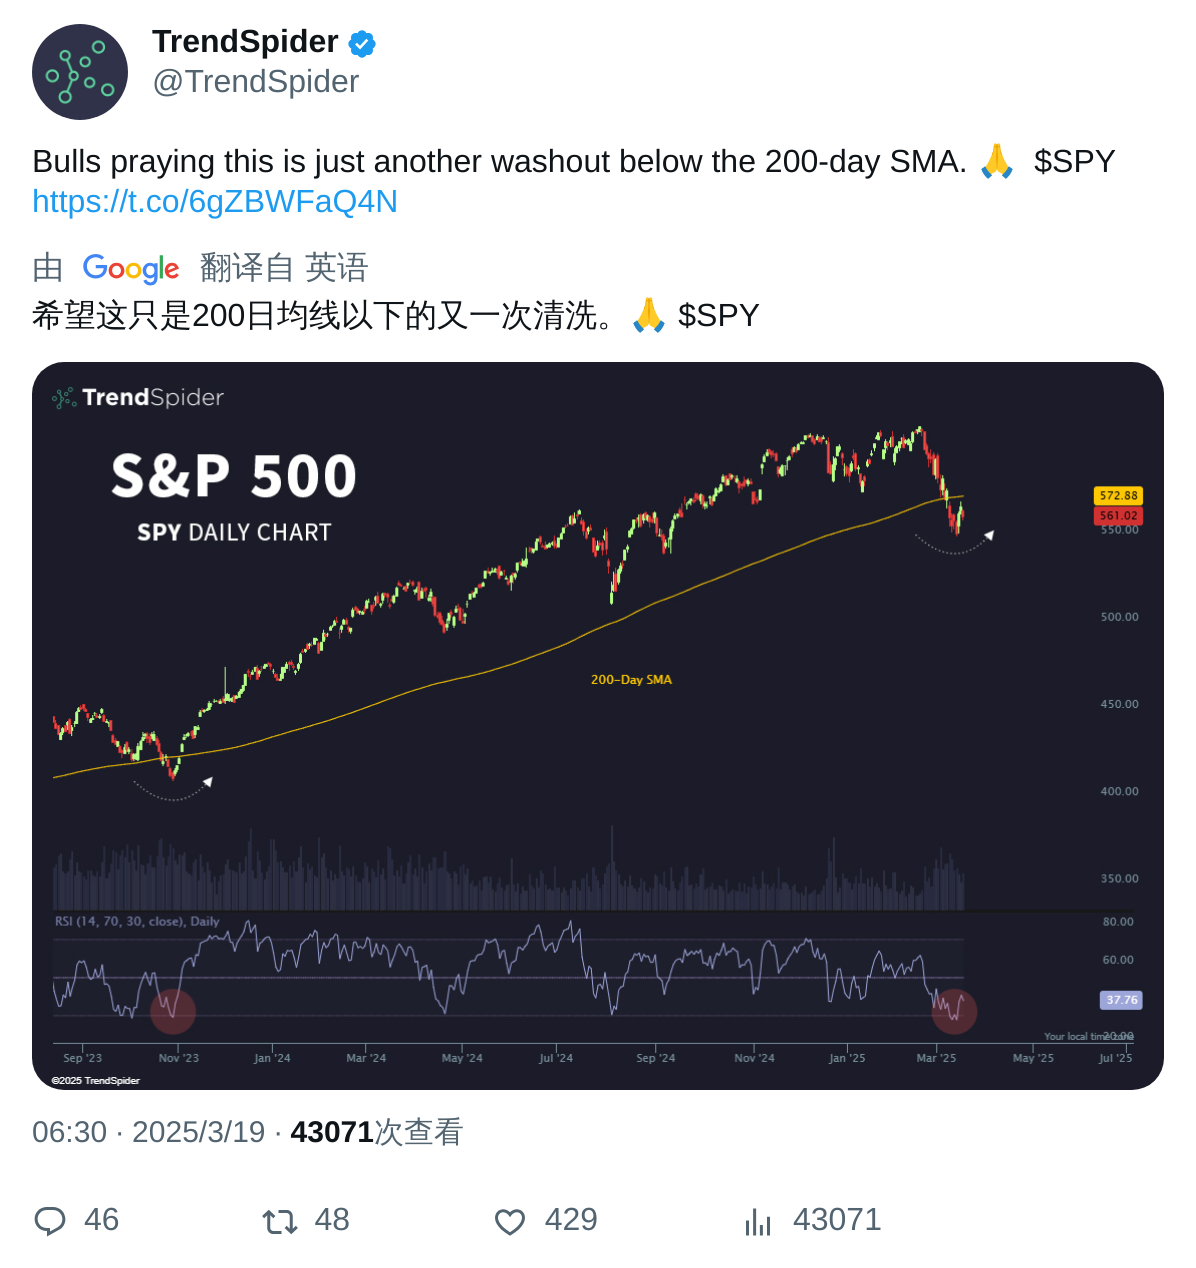 TrendSpider
@TrendSpider
Bulls praying this is just another washout below the 200-day SMA. 🙏 $SPY
https://t.co/6gZBWFaQ4N
由 Google 翻译自 英语
希望这只是200日均线以下的又一次清洗。🙏 $SPY
TrendSpider
S&P 500
SPY DAILY CHART
572.88
561.02
550.00
500.00
200-Day SMA
450.00
400.00
350.00
RSI (14, 70, 30, close), Daily
80.00
60.00
37.76
Your local time zone
20.00
Sep '23 Nov '23 Jan '24 Mar '24 May '24 Jul '24 Sep '24 Nov '24 Jan '25 Mar '25 May '25 Jul '25
©2025 TrendSpider
06:30 · 2025/3/19 · 43071次查看
46 48 429 43071